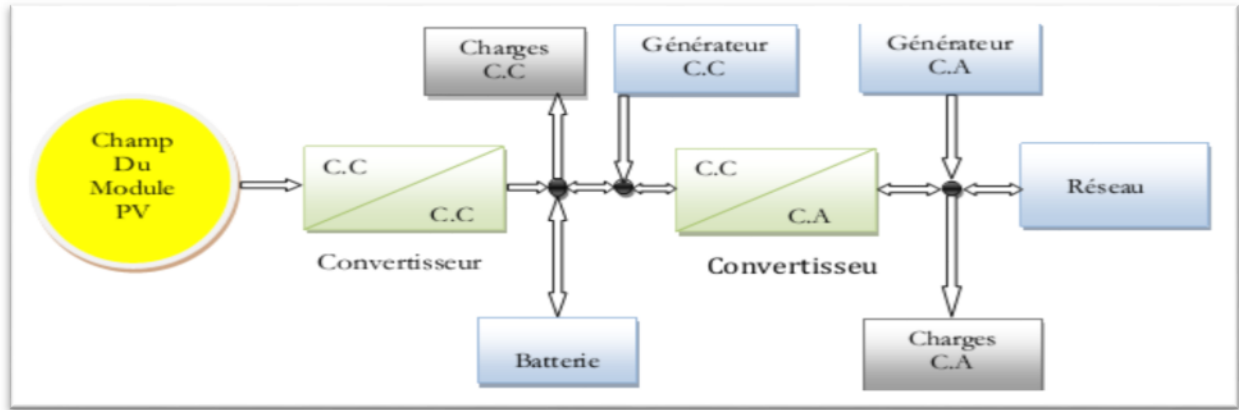 Charges
C.C
Générateur
C.C
Générateur
C.A
Champ
Du
Module
PV
C.C
C.C
Convertisseur
C.C
C.A
Convertisseu
Réseau
Batterie
Charges
C.A